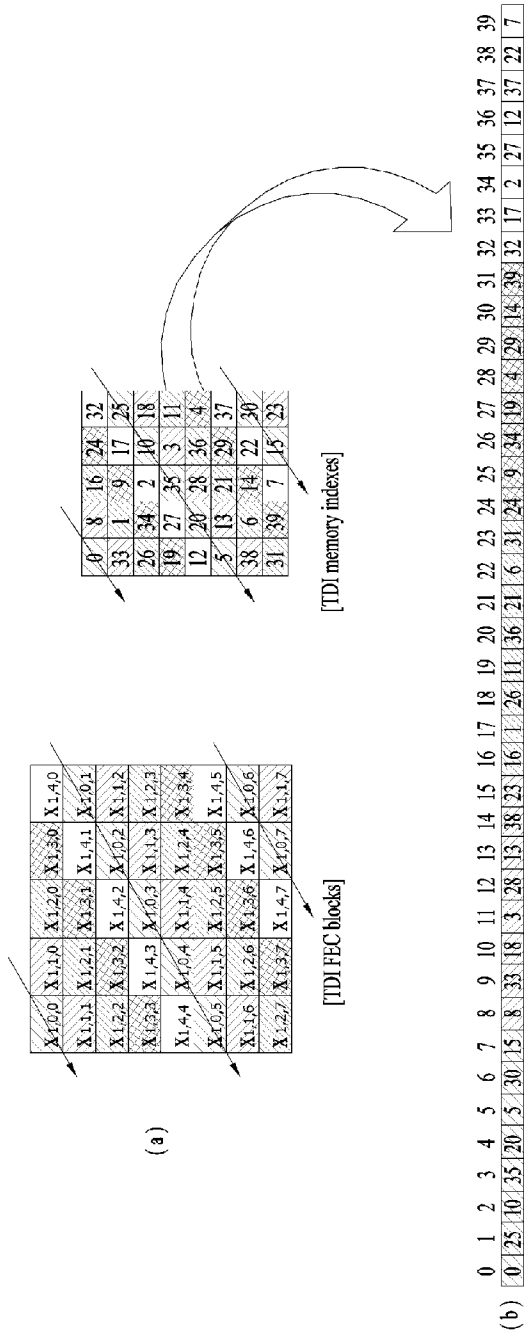 (a)
X1,0,0 X1,1,0 X1,2,0 X1,3,0 X1,4,0
X1,1,1 X1,2,1 X1,3,1 X1,4,1 X1,0,1
X1,2,2 X1,3,2 X1,4,2 X1,0,2 X1,1,2
X1,3,3 X1,4,3 X1,0,3 X1,1,3 X1,2,3
X1,4,4 X1,0,4 X1,1,4 X1,2,4 X1,3,4
X1,0,5 X1,1,5 X1,2,5 X1,3,5 X1,4,5
X1,1,6 X1,2,6 X1,3,6 X1,4,6 X1,0,6
X1,2,7 X1,3,7 X1,4,7 X1,0,7 X1,1,7
[TDI FEC blocks]
0 8 16 24 32
33 1 9 17 25
26 34 2 10 18
19 27 35 3 11
12 20 28 36 4
5 13 21 29 37
38 6 14 22 30
31 39 7 15 23
[TDI memory indexes]
0 1 2 3 4 5 6 7 8 9 10 11 12 13 14 15 16 17 18 19 20 21 22 23 24 25 26 27 28 29 30 31 32 33 34 35 36 37 38 39
(b) 0 25 10 35 20 5 30 15 8 33 18 3 28 13 38 23 16 1 26 11 36 21 6 31 24 9 34 19 4 29 14 39 32 17 2 27 12 37 22 7